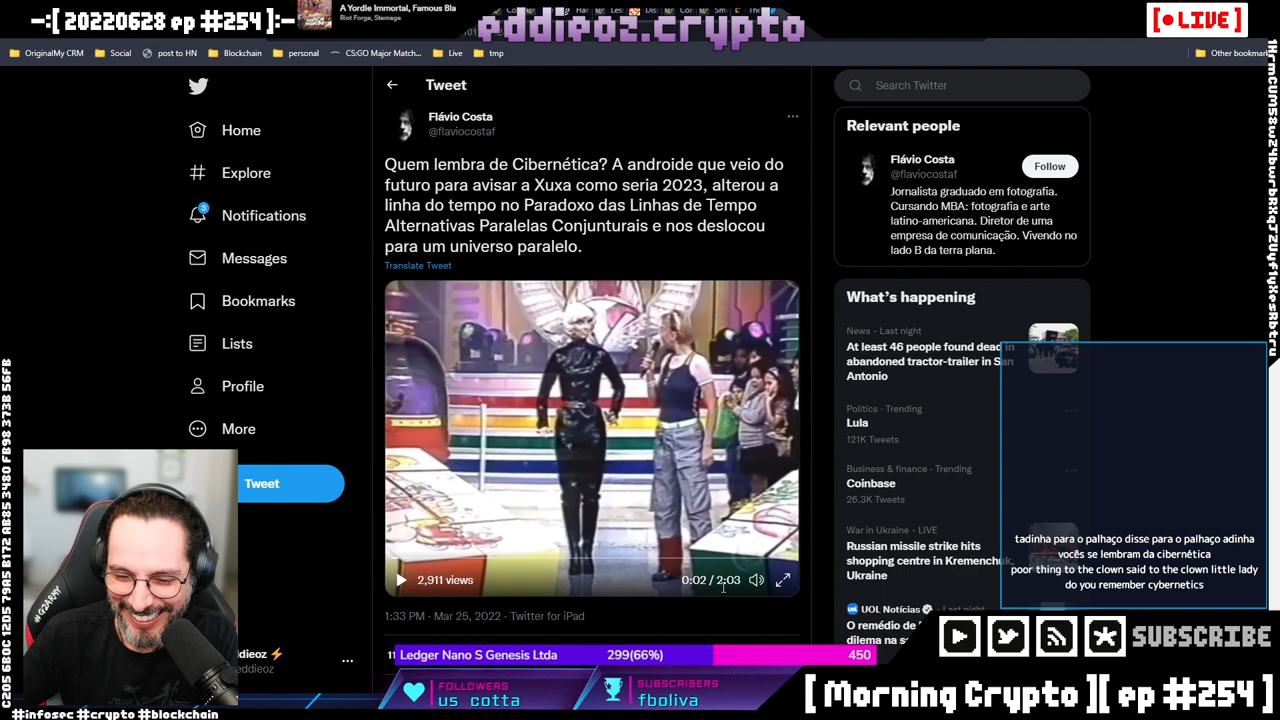 -:[ 20220628 ep #254 ]:-
A Yordle Immortal, Famous Bla
Riot Forge, Stemage
eddieoz.crypto
[● LIVE]
OriginalMy CRM
Social
post to HN
Blockchain
personal
CS:GO Major Match...
Live
tmp
Other bookmar
Home
Explore
3
Notifications
Messages
Bookmarks
Lists
Profile
More
Tweet
ddieoz ⚡
eddieoz
Tweet
Flávio Costa
@flaviocostaf
Quem lembra de Cibernética? A androide que veio do
futuro para avisar a Xuxa como seria 2023, alterou a
linha do tempo no Paradoxo das Linhas de Tempo
Alternativas Paralelas Conjunturais e nos deslocou
para um universo paralelo.
Translate Tweet
2,911 views
0:02 / 2:03
1:33 PM · Mar 25, 2022 · Twitter for iPad
Search Twitter
Relevant people
Flávio Costa
@flaviocostaf
Follow
Jornalista graduado em fotografia.
Cursando MBA: fotografia e arte
latino-americana. Diretor de uma
empresa de comunicação. Vivendo no
lado B da terra plana.
What's happening
News · Last night
At least 46 people found dead in
abandoned tractor-trailer in San
Antonio
Politics · Trending
Lula
121K Tweets
Business & finance · Trending
Coinbase
26.3K Tweets
War in Ukraine · LIVE
Russian missile strike hits
shopping centre in Kremenchuk,
Ukraine
UOL Notícias · Last night
O remédio de
dilema na s
tadinha para o palhaço disse para o palhaço adinha
vocês se lembram da cibernética
poor thing to the clown said to the clown little lady
do you remember cybernetics
SUBSCRIBE
Ledger Nano S Genesis Ltda
299(66%)
450
FOLLOWERS
us cotta
SUBSCRIBERS
fboliva
[ Morning Crypto ][ ep #254 ]
#infosec #crypto #blockchain